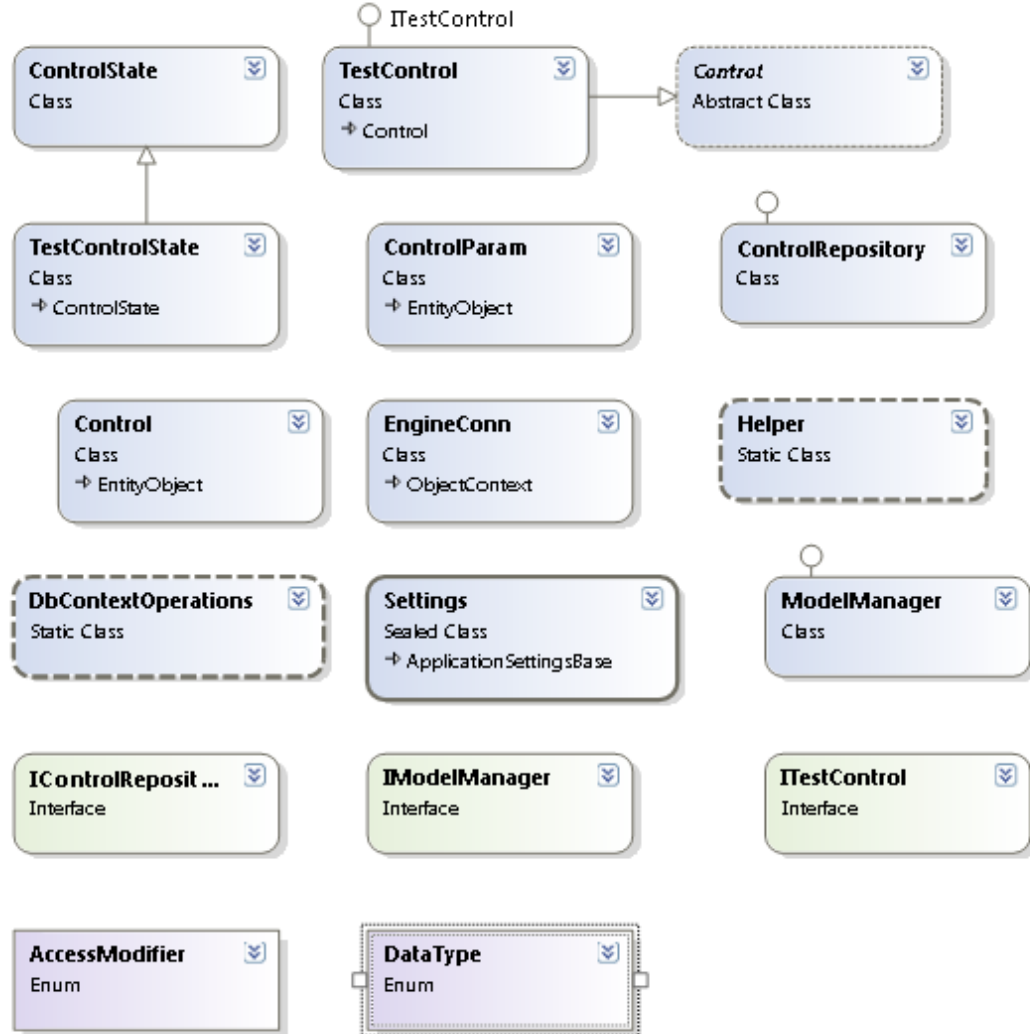 ITestControl
ControlState
Class
TestControl
Class
Control
Control
Abstract Class
TestControlState
Class
ControlState
ControlParam
Class
EntityObject
ControlRepository
Class
Control
Class
EntityObject
EngineConn
Class
ObjectContext
Helper
Static Class
DbContextOperations
Static Class
Settings
Sealed Class
ApplicationSettingsBase
ModelManager
Class
IControlReposit ...
Interface
IModelManager
Interface
ITestControl
Interface
AccessModifier
Enum
DataType
Enum